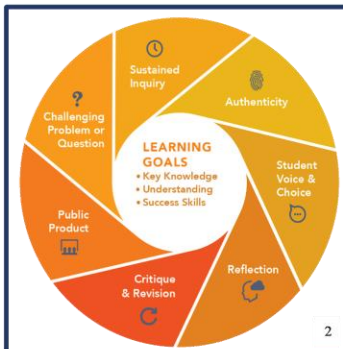 Sustained
Inquiry
Authenticity
Challenging
Problem or
Question
LEARNING
GOALS
• Key Knowledge
• Understanding
• Success Skills
Student
Voice &
Choice
Public
Product
Reflection
Critique
& Revision
2